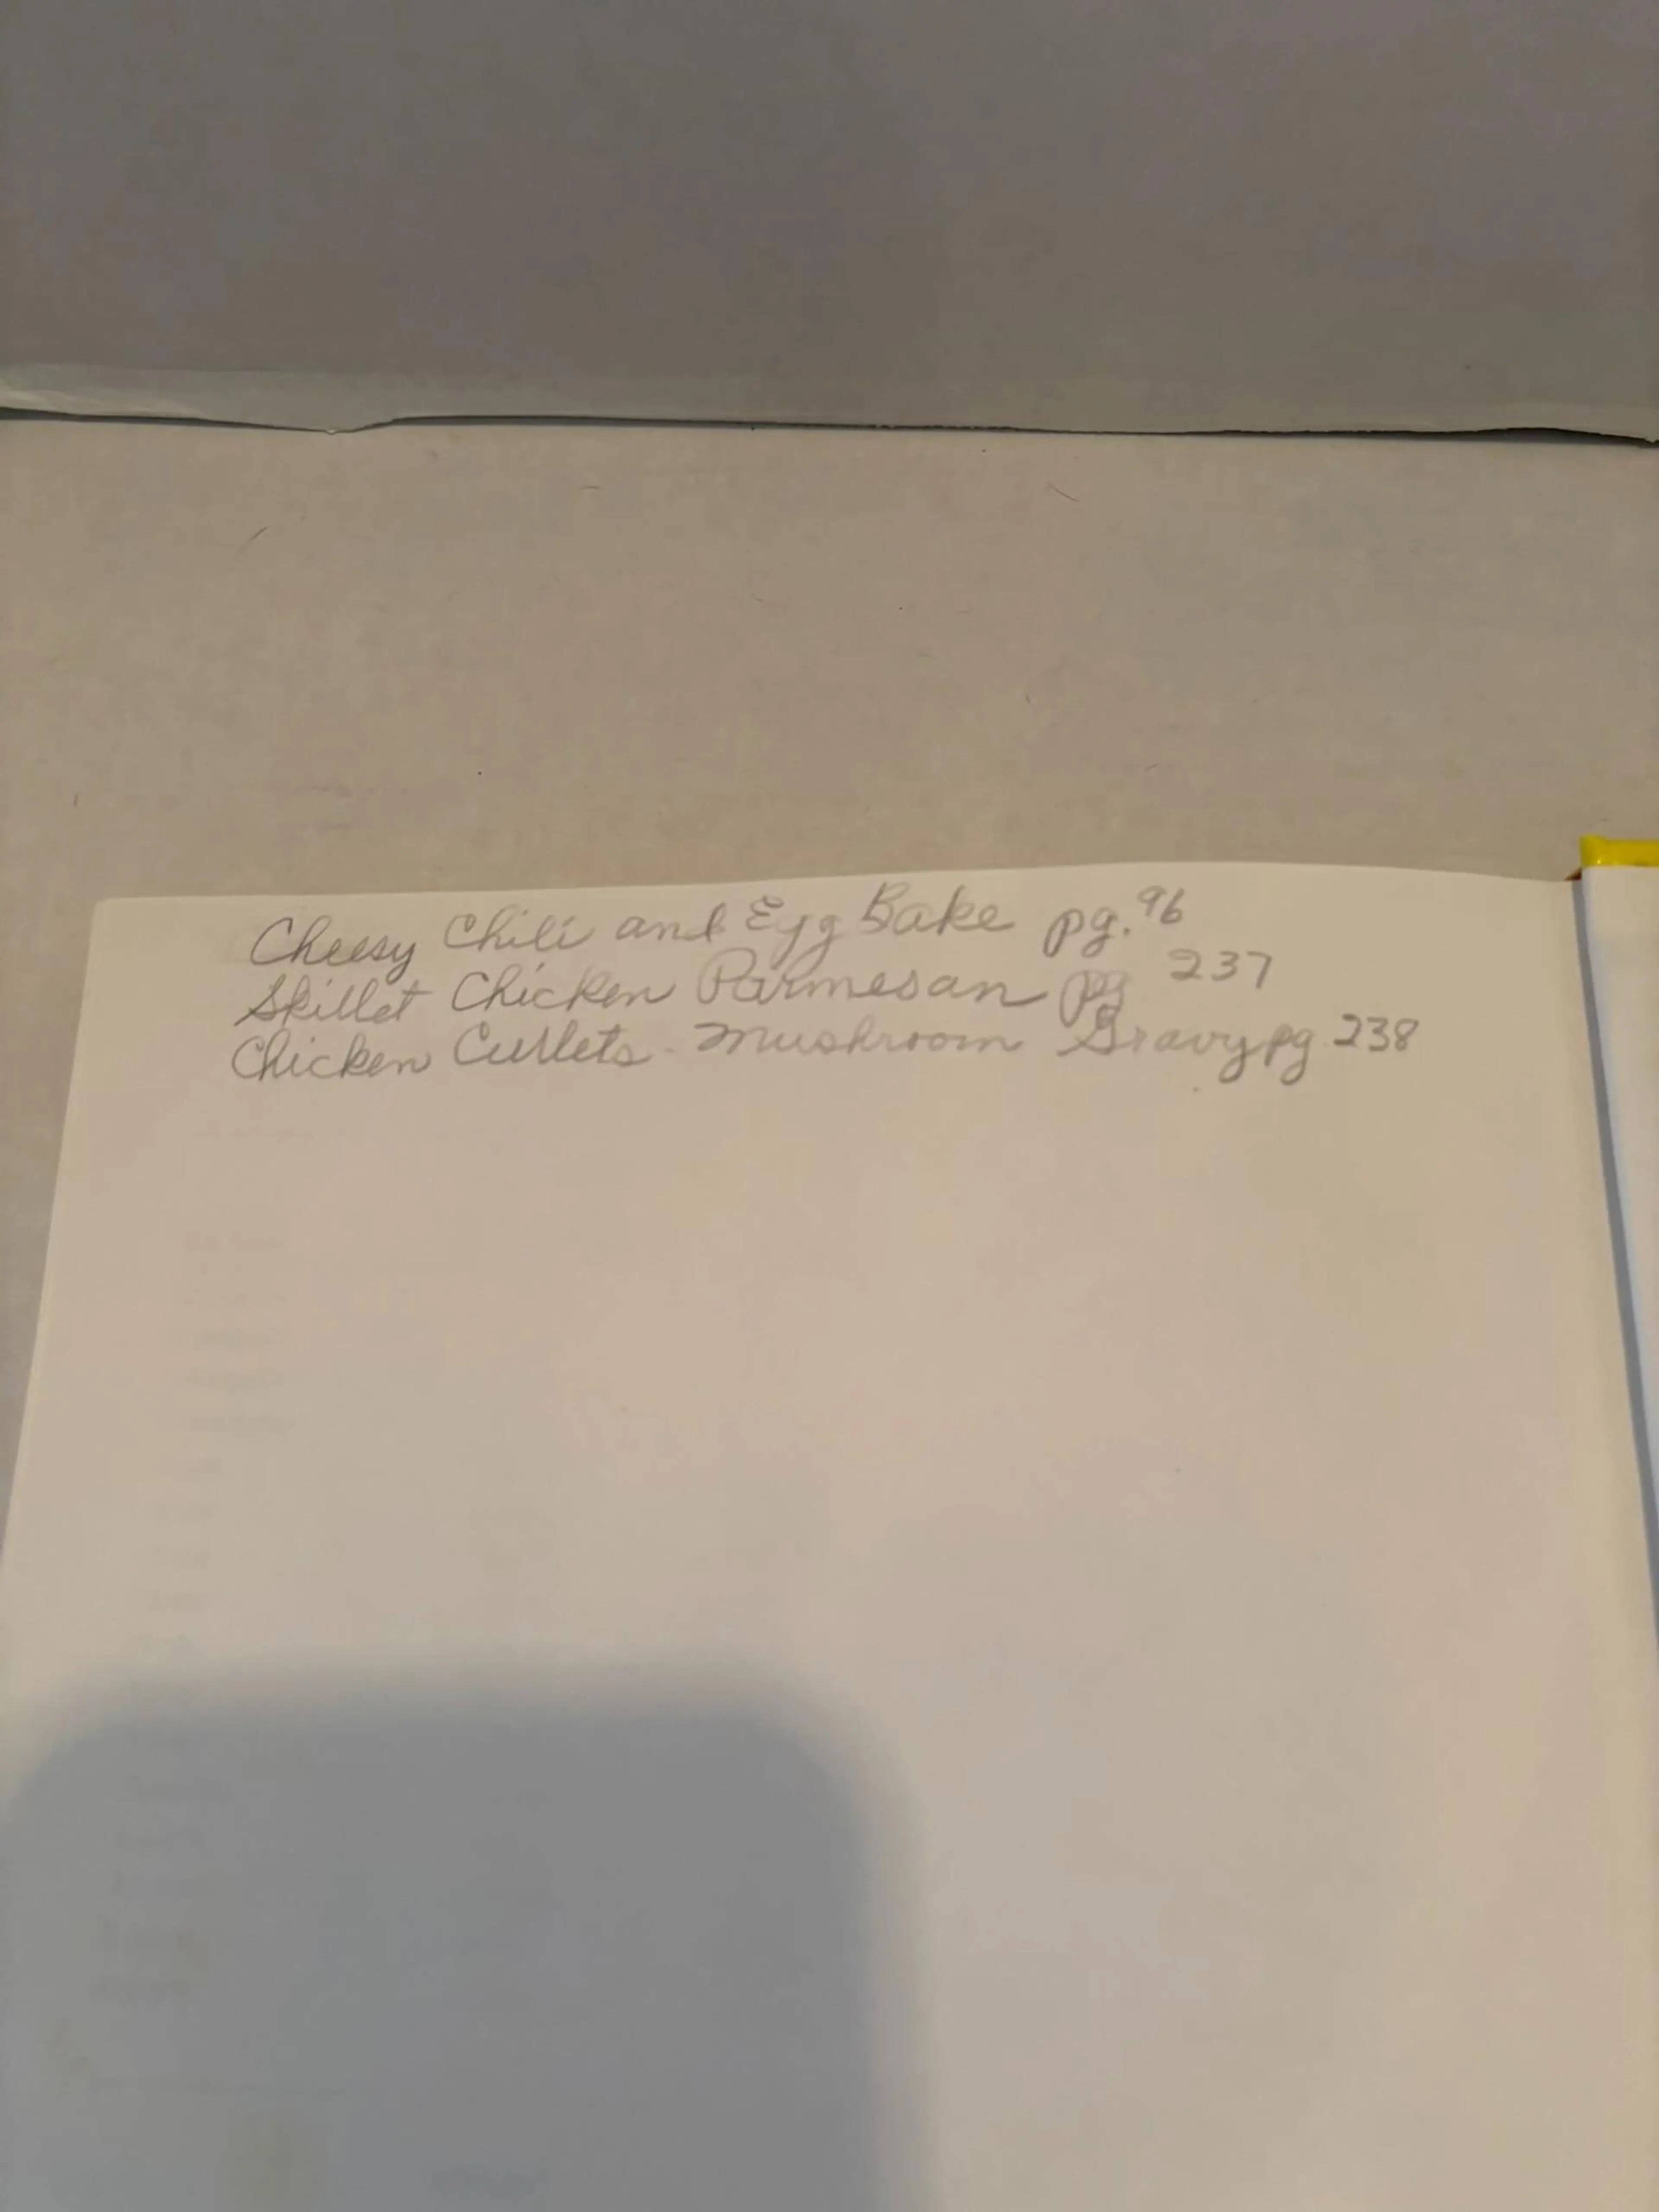 Cheesy Chili and Egg Bake pg. 96
Skillet Chicken Parmesan pg 237
Chicken Cutlets - Mushroom Gravy pg 238